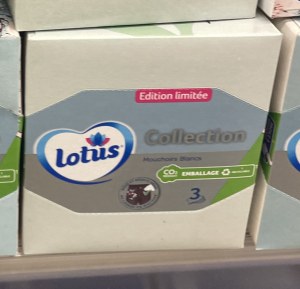 Edition limitée
Lotus
Collection
Mouchoirs Blancs
CO2
EMBALLAGE
3